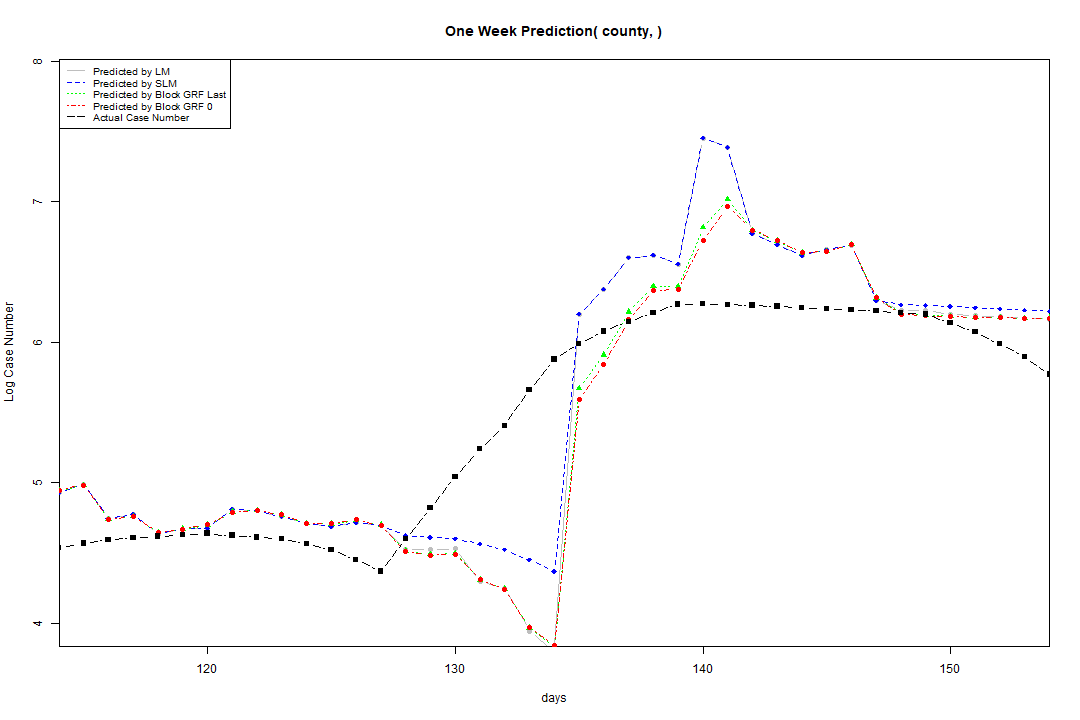 One Week Prediction( county, )
Predicted by LM
Predicted by SLM
Predicted by Block GRF Last
Predicted by Block GRF 0
Actual Case Number
8
7
6
5
4
Log Case Number
120 130 140 150
days